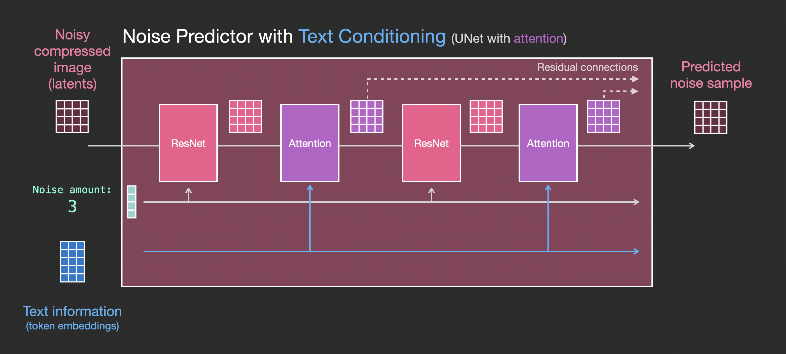 Noise Predictor with Text Conditioning (UNet with attention)
Noisy
compressed
image
(latents)
Residual connections
Predicted
noise sample
ResNet
Attention
ResNet
Attention
Noise amount:
3
Text information
(token embeddings)